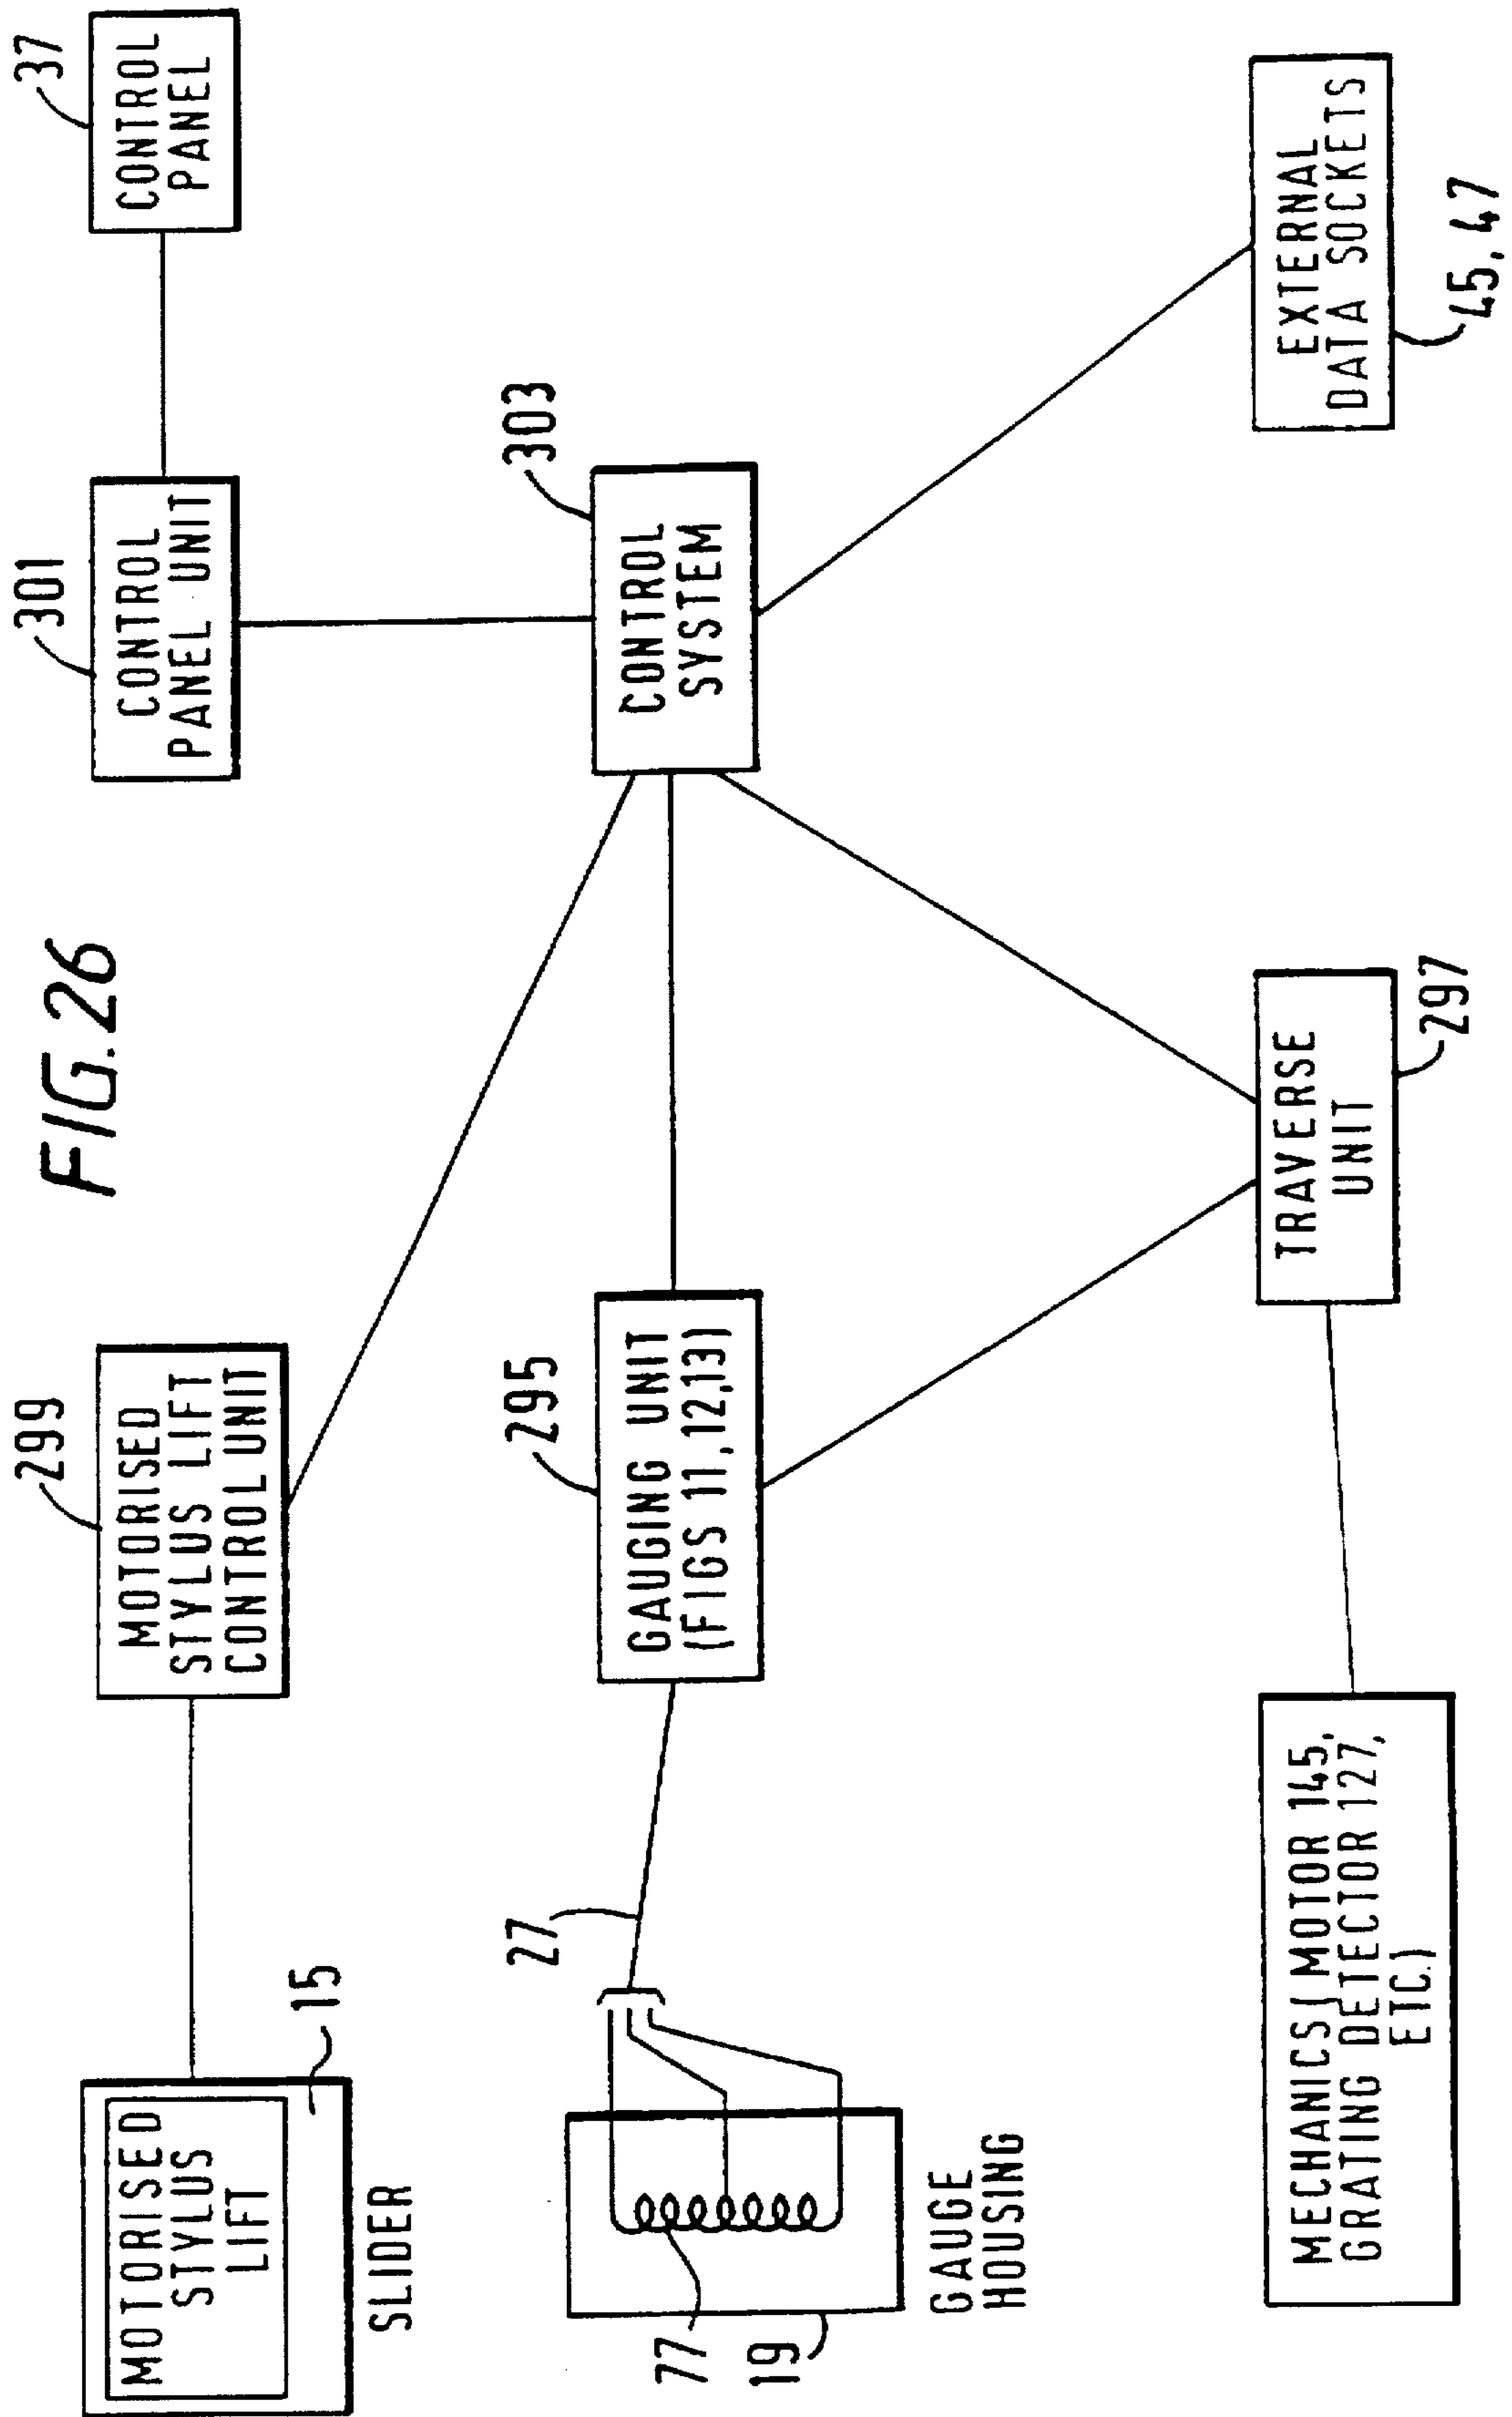 FIG. 26
MOTORISED
STYLUS
LIFT
15
SLIDER
299
MOTORISED
STYLUS LIFT
CONTROL UNIT
301
CONTROL
PANEL UNIT
37
CONTROL
PANEL
77
19
GAUGE
HOUSING
27
295
GAUGING UNIT
(FIGS 11,12,13)
303
CONTROL
SYSTEM
MECHANICS(MOTOR 145,
GRATING DETECTOR 127,
ETC.)
TRAVERSE
UNIT
297
EXTERNAL
DATA SOCKETS
45, 47